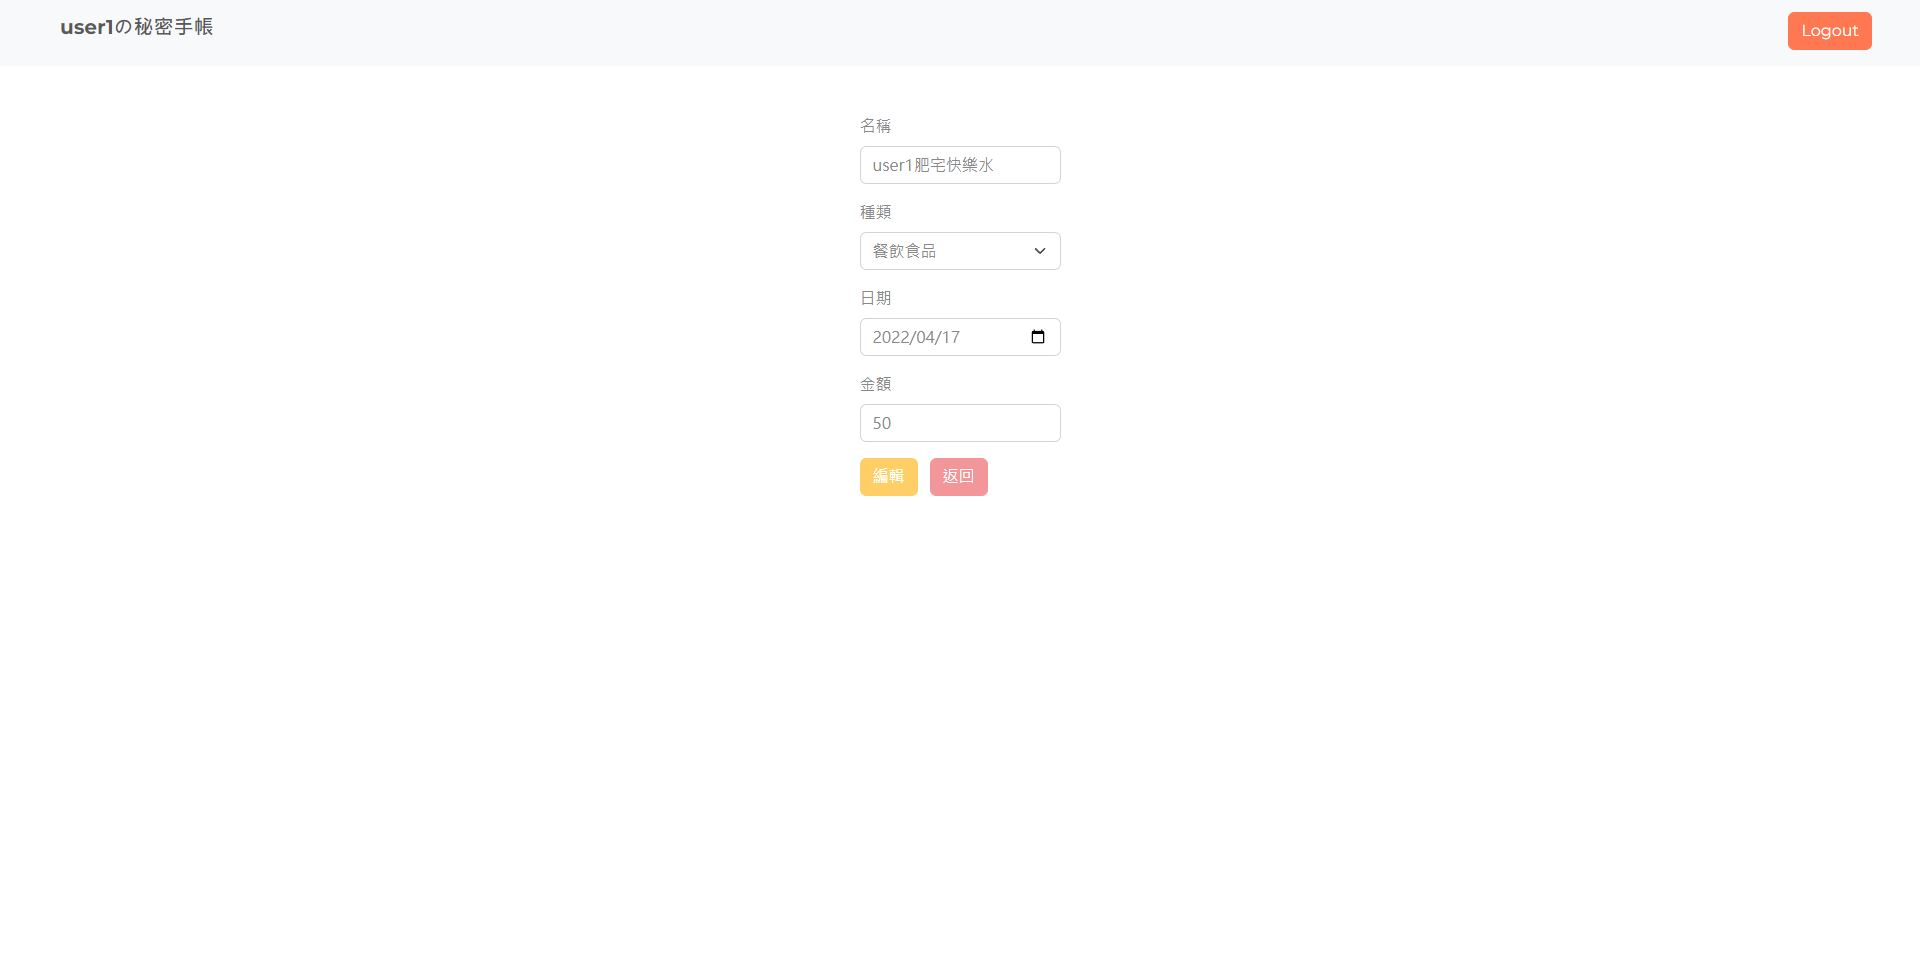 user1の秘密手帳
Logout
名稱
user1肥宅快樂水
種類
餐飲食品
日期
2022/04/17
金額
50
編輯 返回